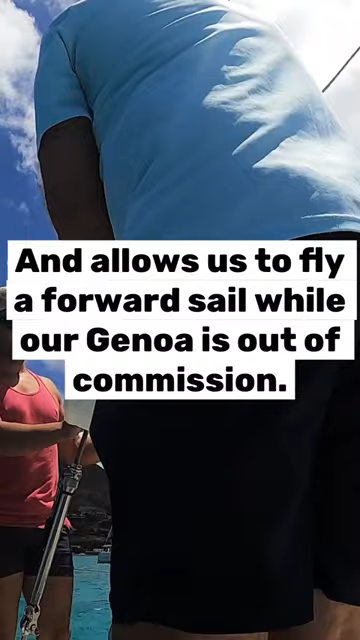 And allows us to fly
a forward sail while
our Genoa is out of
commission.